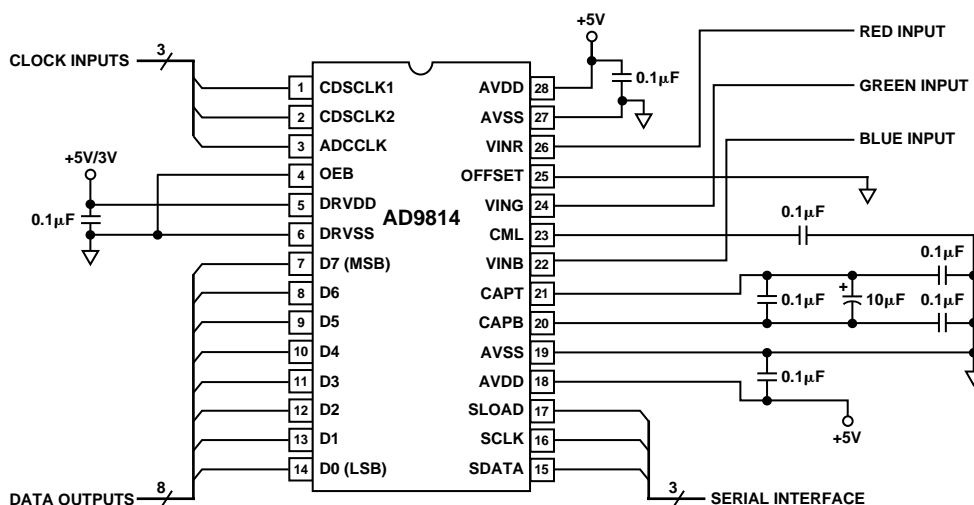 +5V
RED INPUT
3
CLOCK INPUTS
0.1µF
1 CDSCLK1
AVDD 28
GREEN INPUT
2 CDSCLK2
AVSS 27
3 ADCCLK
VINR 26
BLUE INPUT
+5V/3V
4 OEB
OFFSET 25
5 DRVDD
VING 24
0.1µF
AD9814
0.1µF
6 DRVSS
CML 23
7 D7 (MSB)
VINB 22
0.1µF
8 D6
CAPT 21
+
0.1µF
10µF
0.1µF
9 D5
CAPB 20
10 D4
AVSS 19
11 D3
AVDD 18
0.1µF
12 D2
SLOAD 17
+5V
13 D1
SCLK 16
14 D0 (LSB)
SDATA 15
8
DATA OUTPUTS
3
SERIAL INTERFACE